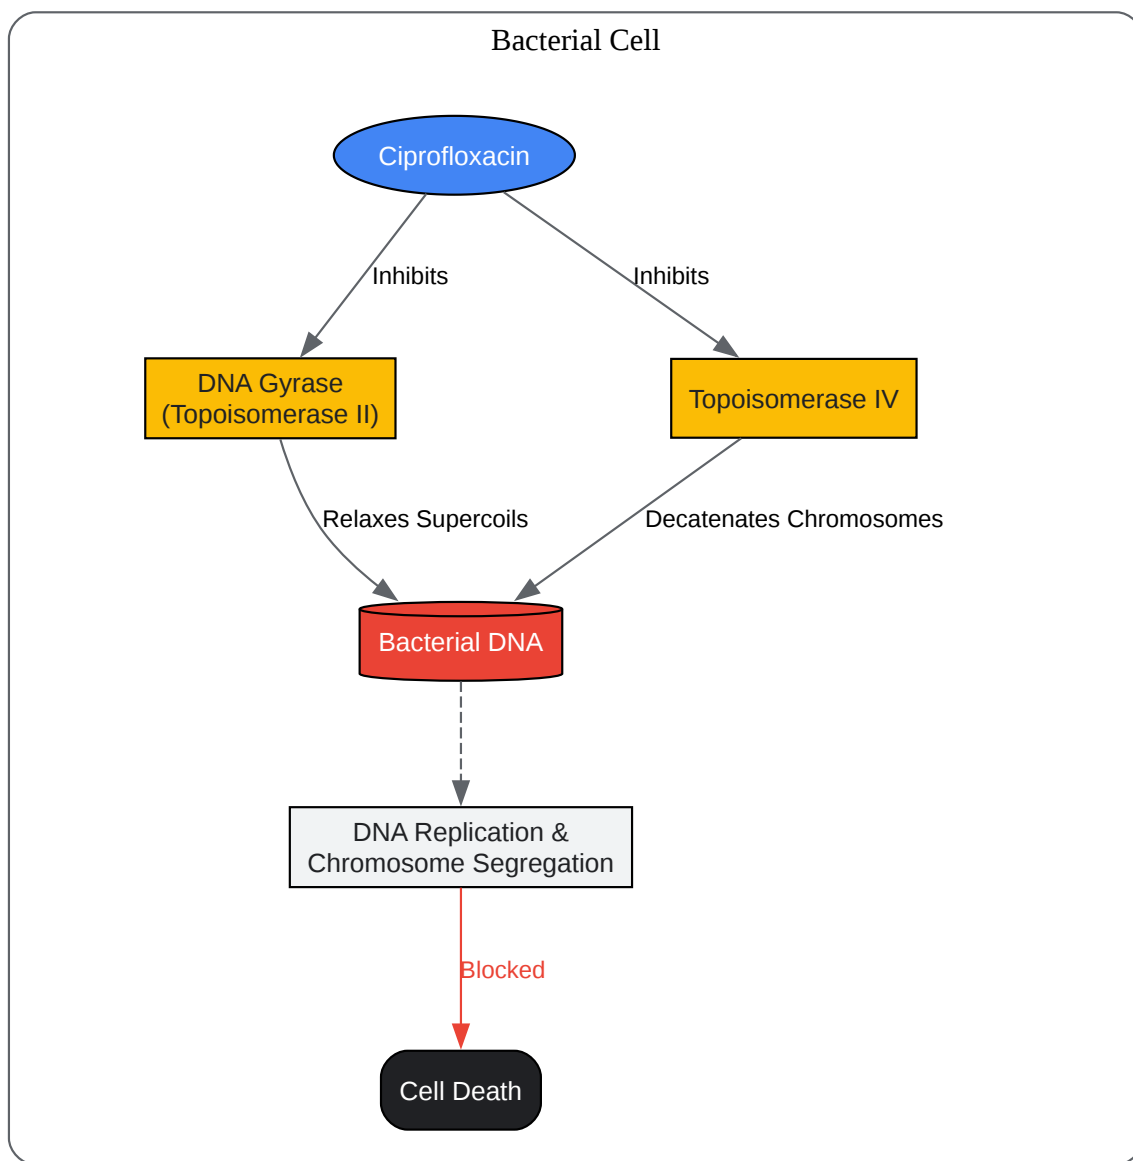 Bacterial Cell
Ciprofloxacin
Inhibits
Inhibits
DNA Gyrase
(Topoisomerase II)
Topoisomerase IV
Relaxes Supercoils
Decatenates Chromosomes
Bacterial DNA
DNA Replication &
Chromosome Segregation
Blocked
Cell Death